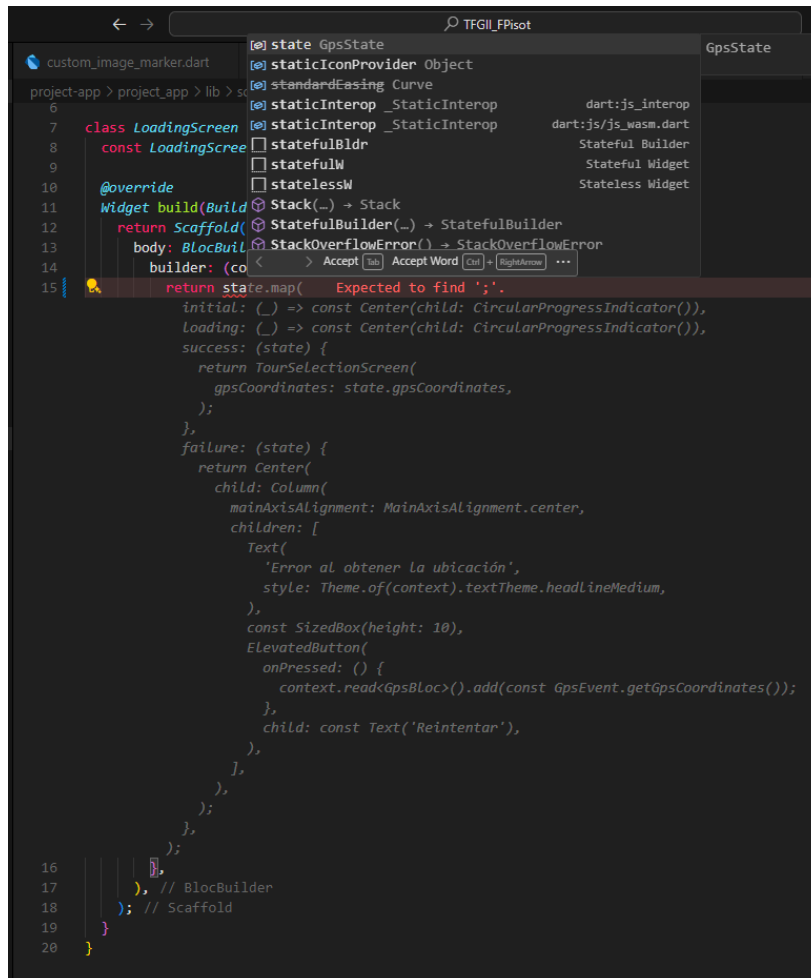 ← → TFGII_FPisot
state GpsState GpsState
custom_image_marker.dart staticIconProvider Object
project-app > project_app > lib > standardEasing Curve
6 staticInterop _StaticInterop dart:js_interop
7 class LoadingScreen staticInterop _StaticInterop dart:js/js_wasm.dart
8 const LoadingScree statefulBldr Stateful Builder
9 statefulW Stateful Widget
10 @override statelessW Stateless Widget
11 Widget build(Build Stack(…) → Stack
12 return Scaffold( StatefulBuilder(…) → StatefulBuilder
13 body: BlocBuil StackOverflowError() → StackOverflowError
14 builder: (co < > Accept Tab Accept Word Ctrl + RightArrow ···
15 return state.map( Expected to find ';'.
initial: (_) => const Center(child: CircularProgressIndicator()),
loading: (_) => const Center(child: CircularProgressIndicator()),
success: (state) {
return TourSelectionScreen(
gpsCoordinates: state.gpsCoordinates,
);
},
failure: (state) {
return Center(
child: Column(
mainAxisAlignment: MainAxisAlignment.center,
children: [
Text(
'Error al obtener la ubicación',
style: Theme.of(context).textTheme.headlineMedium,
),
const SizedBox(height: 10),
ElevatedButton(
onPressed: () {
context.read<GpsBloc>().add(const GpsEvent.getGpsCoordinates());
},
child: const Text('Reintentar'),
),
],
),
);
},
);
16 },
17 ), // BlocBuilder
18 ); // Scaffold
19 }
20 }